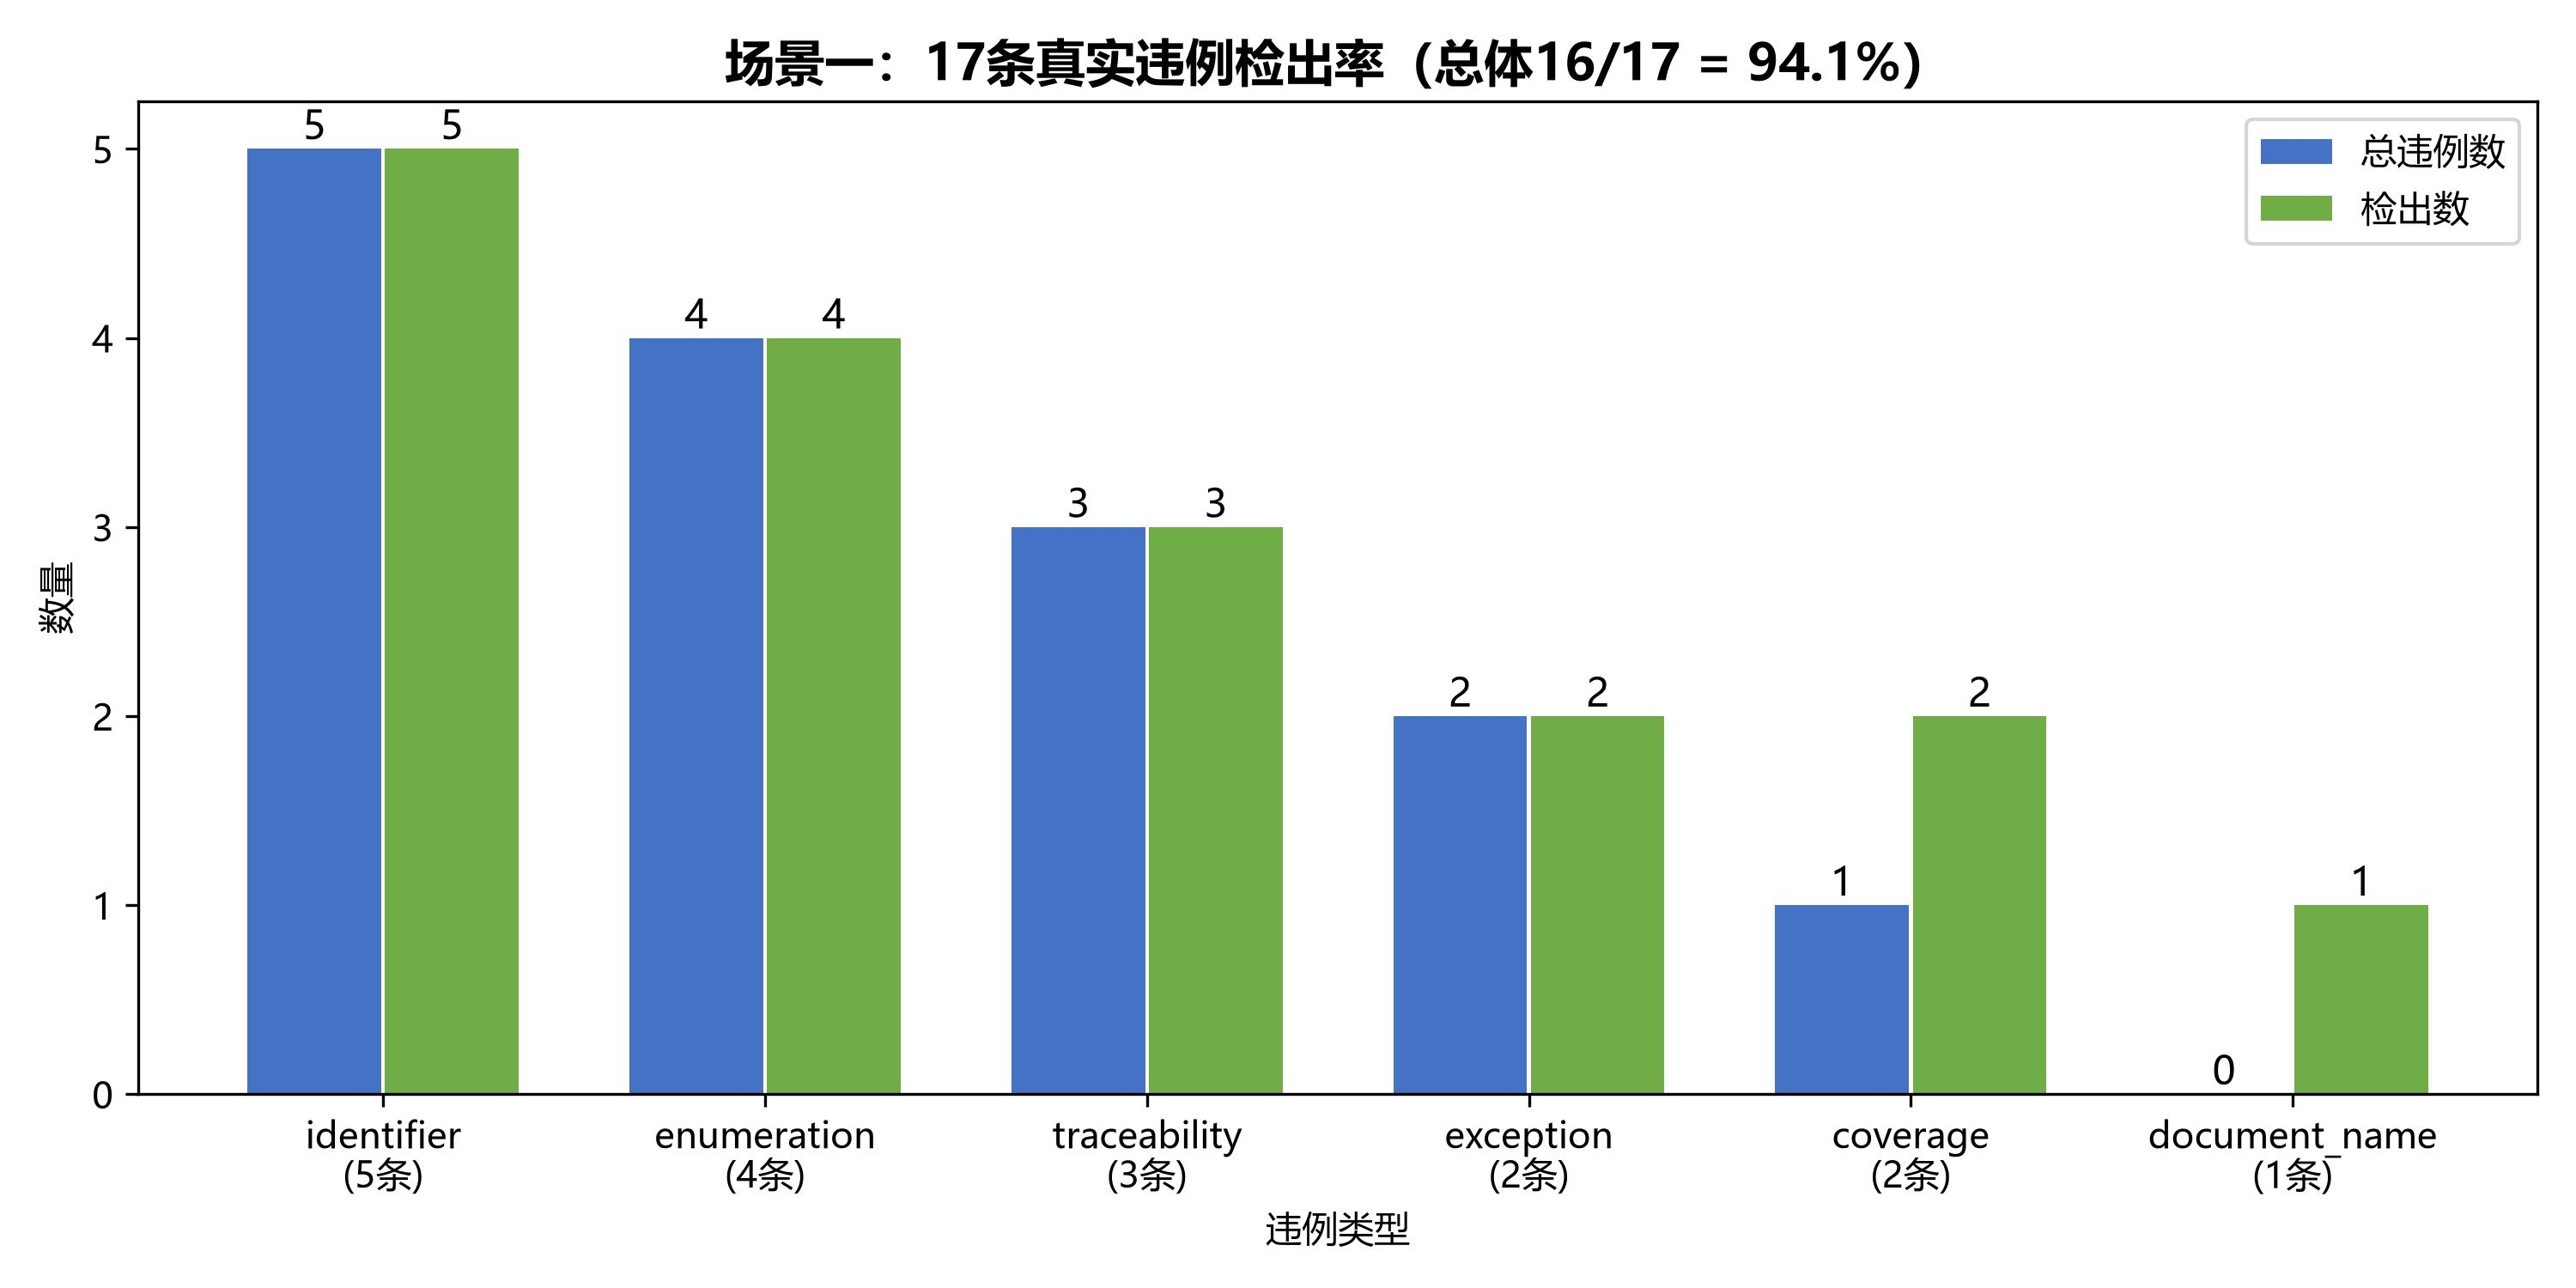 场景一：17条真实违例检出率（总体16/17 = 94.1%）
总违例数
检出数
数量
5
4
3
2
1
0
5 5
4 4
3 3
2 2
1 2
0 1
identifier enumeration traceability exception coverage document_name
(5条) (4条) (3条) (2条) (2条) (1条)
违例类型